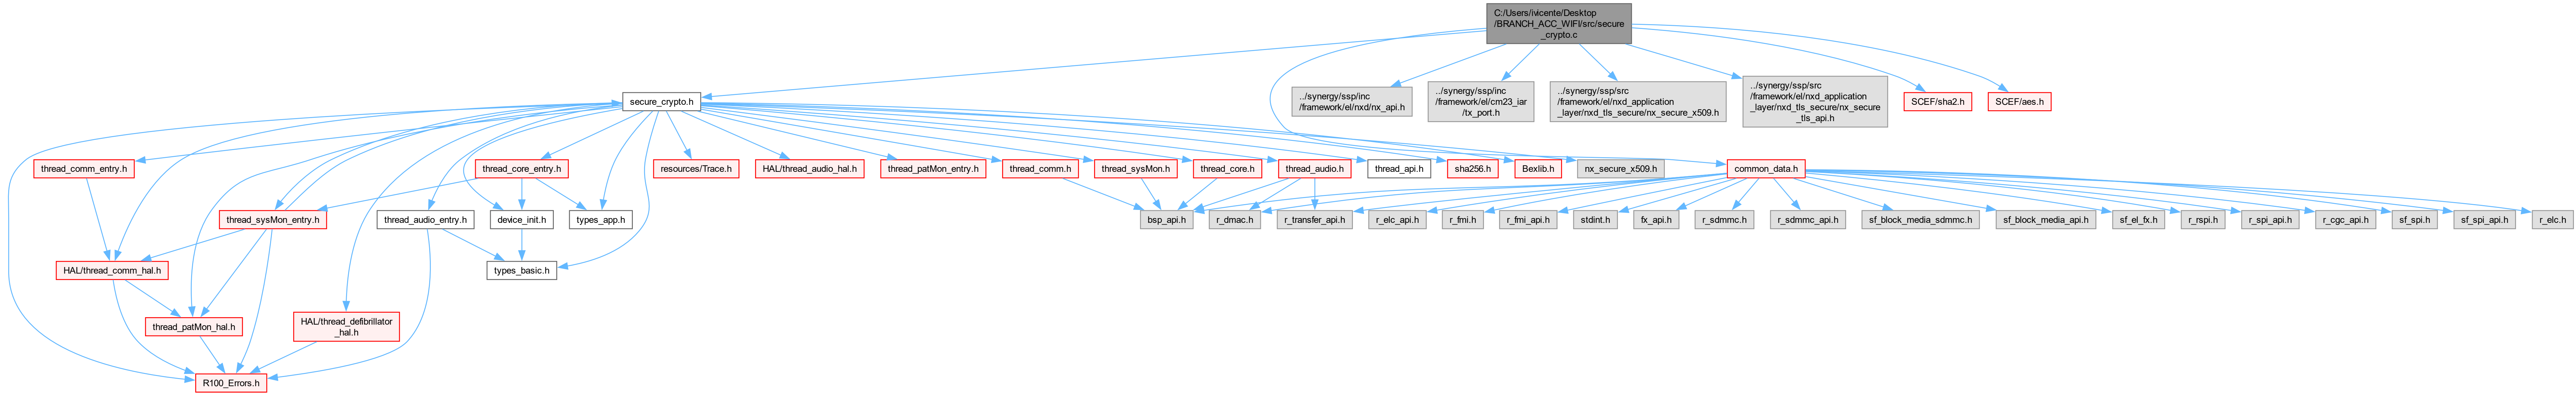 C:/Users/ivicente/Desktop
/BRANCH_ACC_WIFI/src/secure
_crypto.c
secure_crypto.h
../synergy/ssp/inc
/framework/el/nxd/nx_api.h
../synergy/ssp/inc
/framework/el/cm23_iar
/tx_port.h
../synergy/ssp/src
/framework/el/nxd_application
_layer/nxd_tls_secure/nx_secure_x509.h
../synergy/ssp/src
/framework/el/nxd_application
_layer/nxd_tls_secure/nx_secure
_tls_api.h
SCEF/sha2.h
SCEF/aes.h
thread_comm_entry.h
thread_core_entry.h
resources/Trace.h
HAL/thread_audio_hal.h
thread_patMon_entry.h
thread_comm.h
thread_sysMon.h
thread_core.h
thread_audio.h
thread_api.h
sha256.h
Bexlib.h
nx_secure_x509.h
common_data.h
thread_sysMon_entry.h
thread_audio_entry.h
device_init.h
types_app.h
bsp_api.h
r_dmac.h
r_transfer_api.h
r_elc_api.h
r_fmi.h
r_fmi_api.h
stdint.h
fx_api.h
r_sdmmc.h
r_sdmmc_api.h
sf_block_media_sdmmc.h
sf_block_media_api.h
sf_el_fx.h
r_rspi.h
r_spi_api.h
r_cgc_api.h
sf_spi.h
sf_spi_api.h
r_elc.h
HAL/thread_comm_hal.h
types_basic.h
thread_patMon_hal.h
HAL/thread_defibrillator
_hal.h
R100_Errors.h